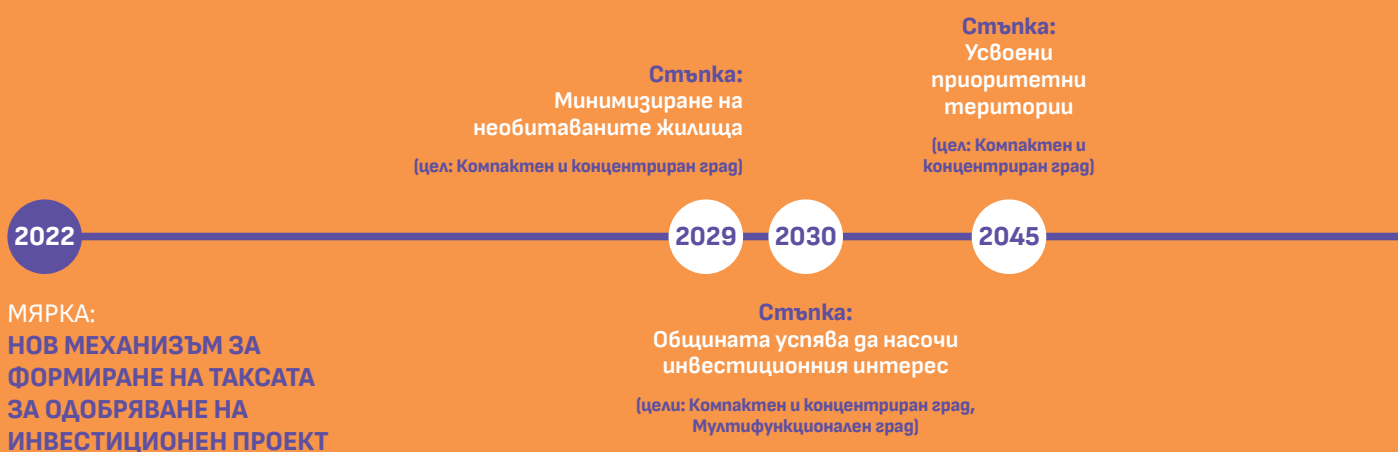 Стъпка:
Усвоени
приоритетни
територии
(цел: Компактен и
концентриран град)
Стъпка:
Минимизиране на
необитаваните жилища
(цел: Компактен и концентриран град)
2022
2029
2030
2045
МЯРКА:
НОВ МЕХАНИЗЪМ ЗА
ФОРМИРАНЕ НА ТАКСАТА
ЗА ОДОБРЯВАНЕ НА
ИНВЕСТИЦИОНЕН ПРОЕКТ
Стъпка:
Общината успява да насочи
инвестиционния интерес
(цели: Компактен и концентриран град,
Мултифункционален град)